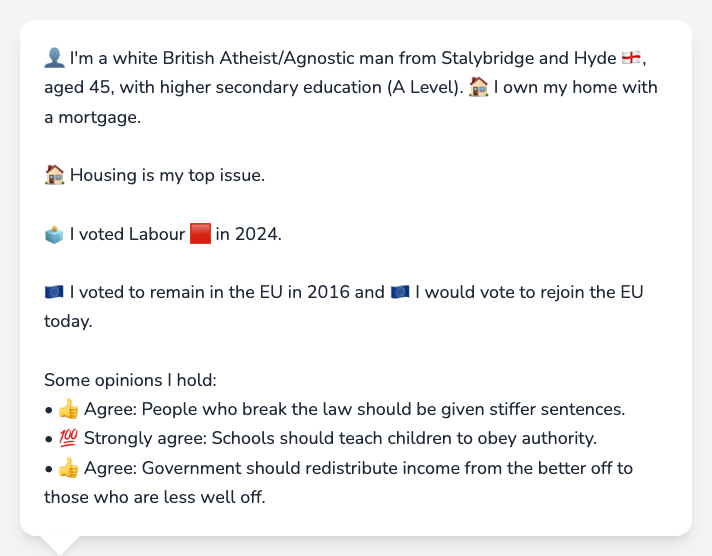 👤 I'm a white British Atheist/Agnostic man from Stalybridge and Hyde 🏴󠁧󠁢󠁥󠁮󠁧󠁿,
aged 45, with higher secondary education (A Level). 🏠 I own my home with
a mortgage.
🏠 Housing is my top issue.
🗳️ I voted Labour 🟥 in 2024.
🇪🇺 I voted to remain in the EU in 2016 and 🇪🇺 I would vote to rejoin the EU
today.
Some opinions I hold:
• 👍 Agree: People who break the law should be given stiffer sentences.
• 💯 Strongly agree: Schools should teach children to obey authority.
• 👍 Agree: Government should redistribute income from the better off to
those who are less well off.